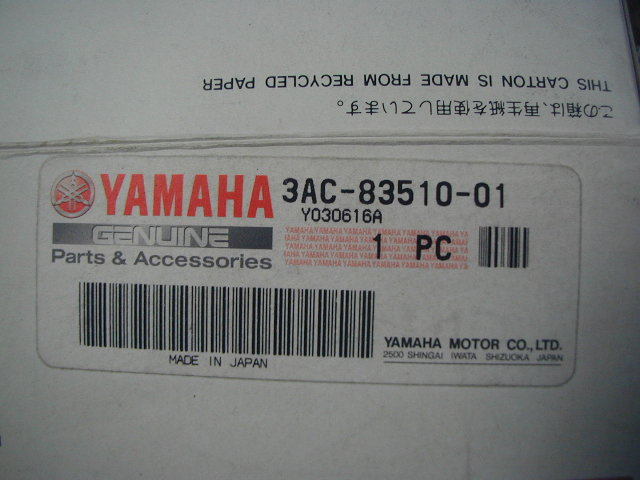 THIS CARTON IS MADE FROM RECYCLED PAPER
この箱は、再生紙を使用しています。
YAMAHA 3AC-83510-01
Y030616A
GENUINE
Parts & Accessories
1 PC
MADE IN JAPAN
YAMAHA MOTOR CO., LTD.
2500 SHINGAI IWATA SHIZUOKA JAPAN